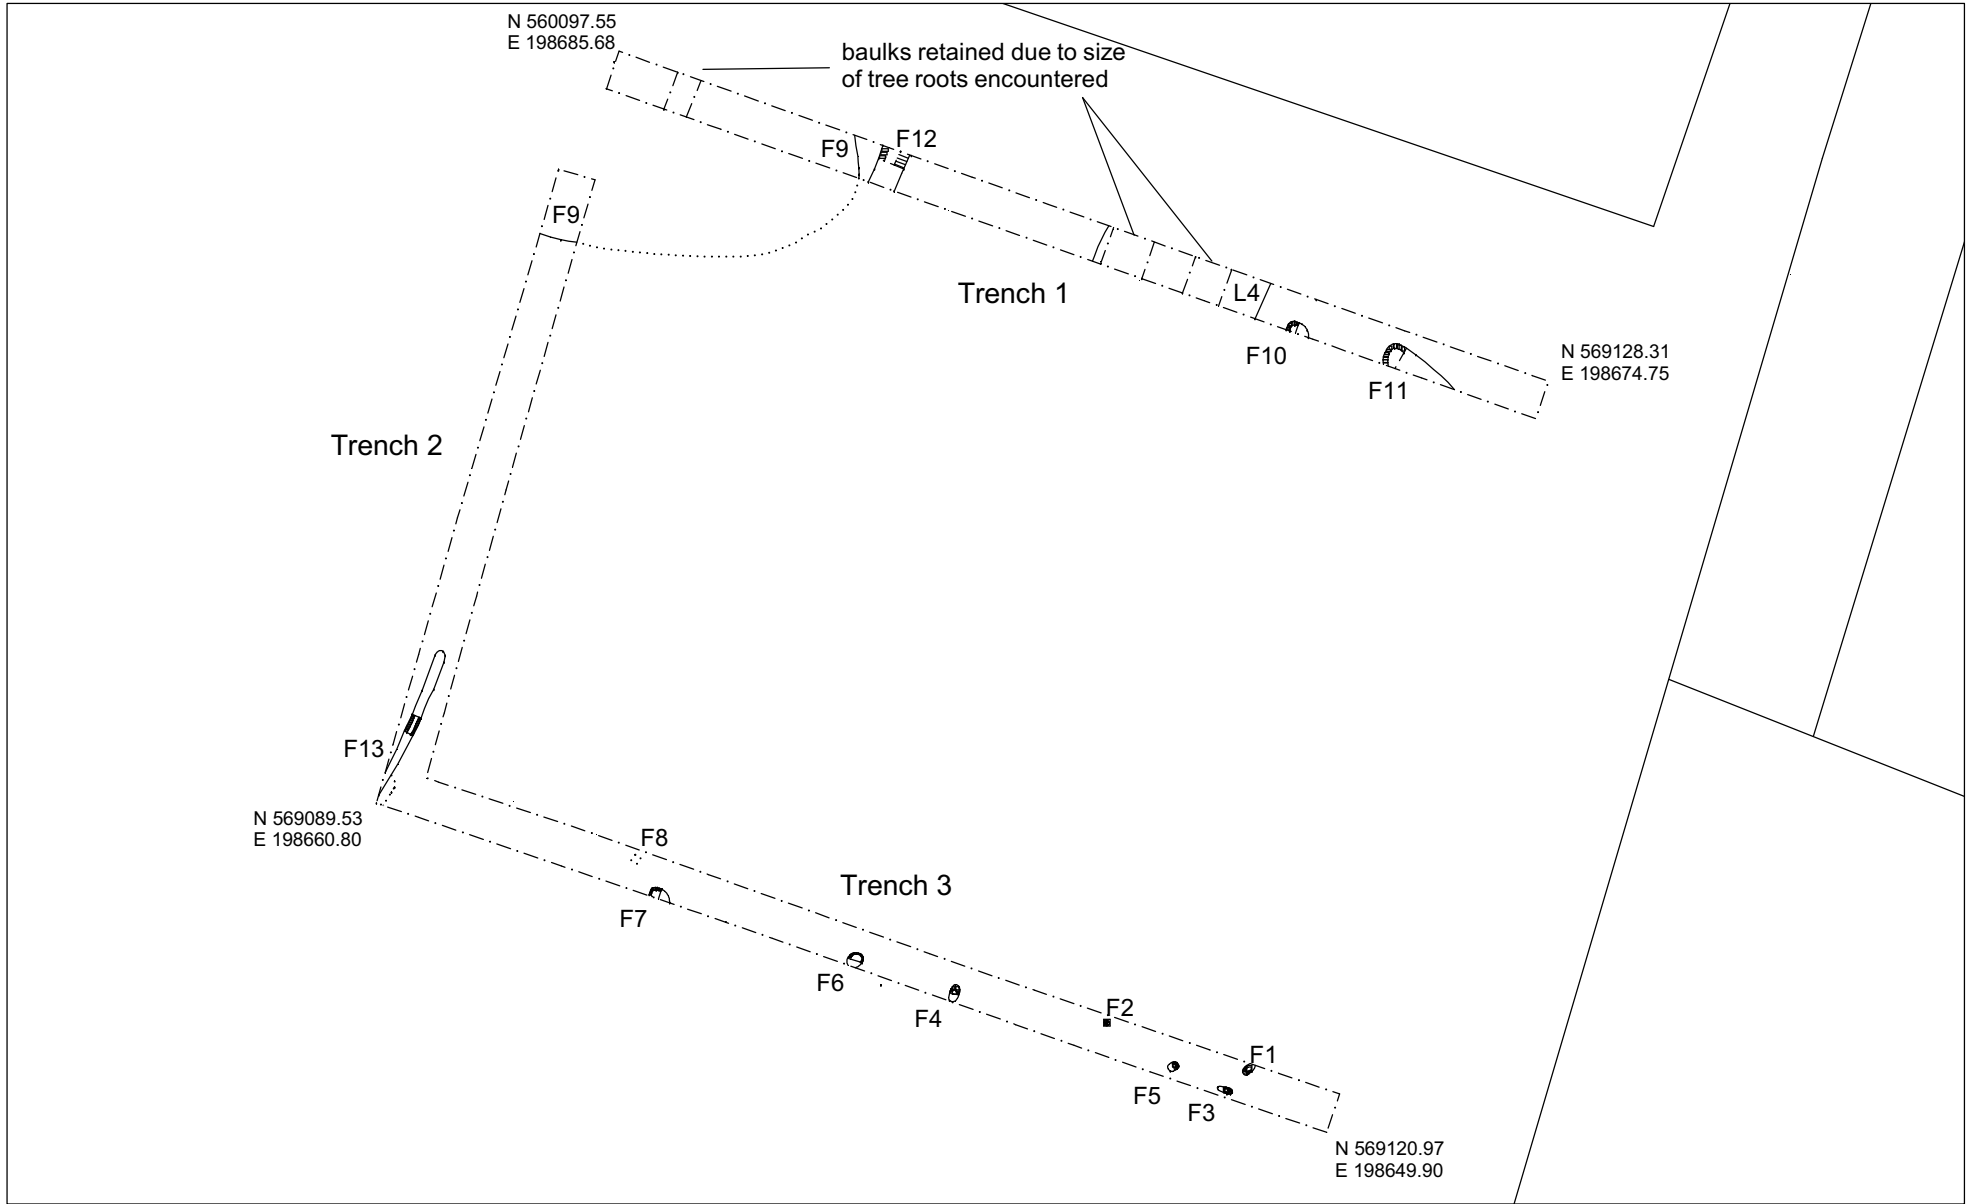 N 560097.55
E 198685.68
baulks retained due to size
of tree roots encountered
F9
F12
F9
Trench 1
L4
F10
F11
N 569128.31
E 198674.75
Trench 2
F13
N 569089.53
E 198660.80
F8
Trench 3
F7
F6
F4
F2
F1
F5
F3
N 569120.97
E 198649.90